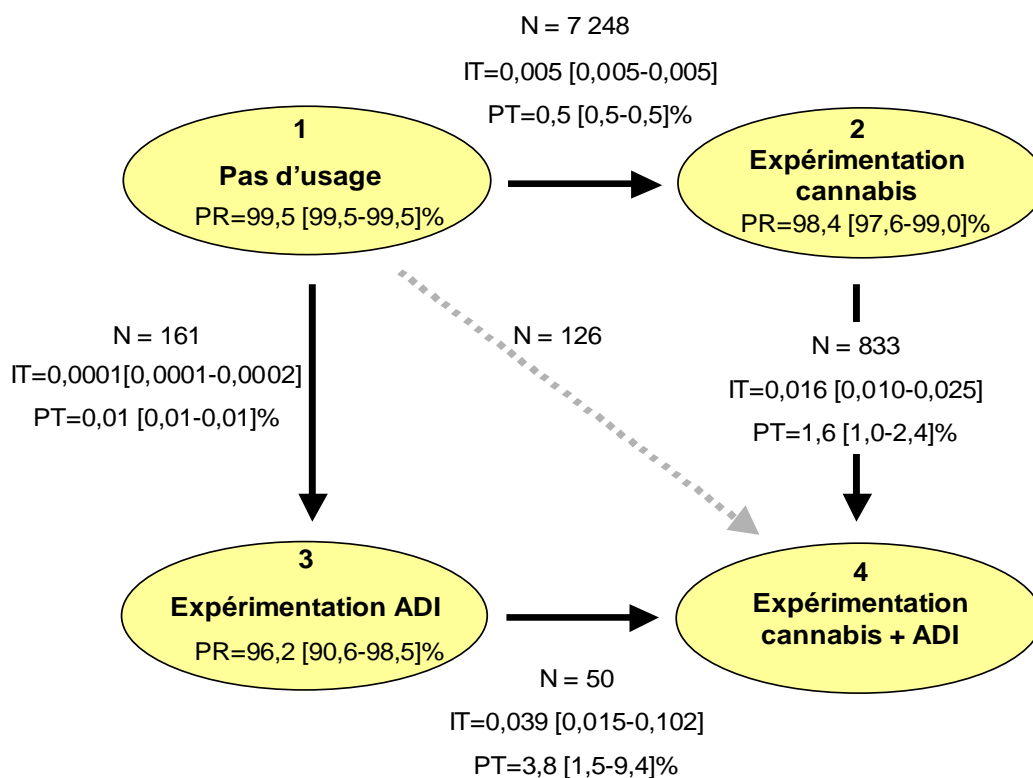 N = 7 248
IT=0,005 [0,005-0,005]
PT=0,5 [0,5-0,5]%
1
Pas d’usage
PR=99,5 [99,5-99,5]%
2
Expérimentation
cannabis
PR=98,4 [97,6-99,0]%
N = 161
IT=0,0001[0,0001-0,0002]
PT=0,01 [0,01-0,01]%
N = 126
N = 833
IT=0,016 [0,010-0,025]
PT=1,6 [1,0-2,4]%
3
Expérimentation ADI
PR=96,2 [90,6-98,5]%
4
Expérimentation
cannabis + ADI
N = 50
IT=0,039 [0,015-0,102]
PT=3,8 [1,5-9,4]%